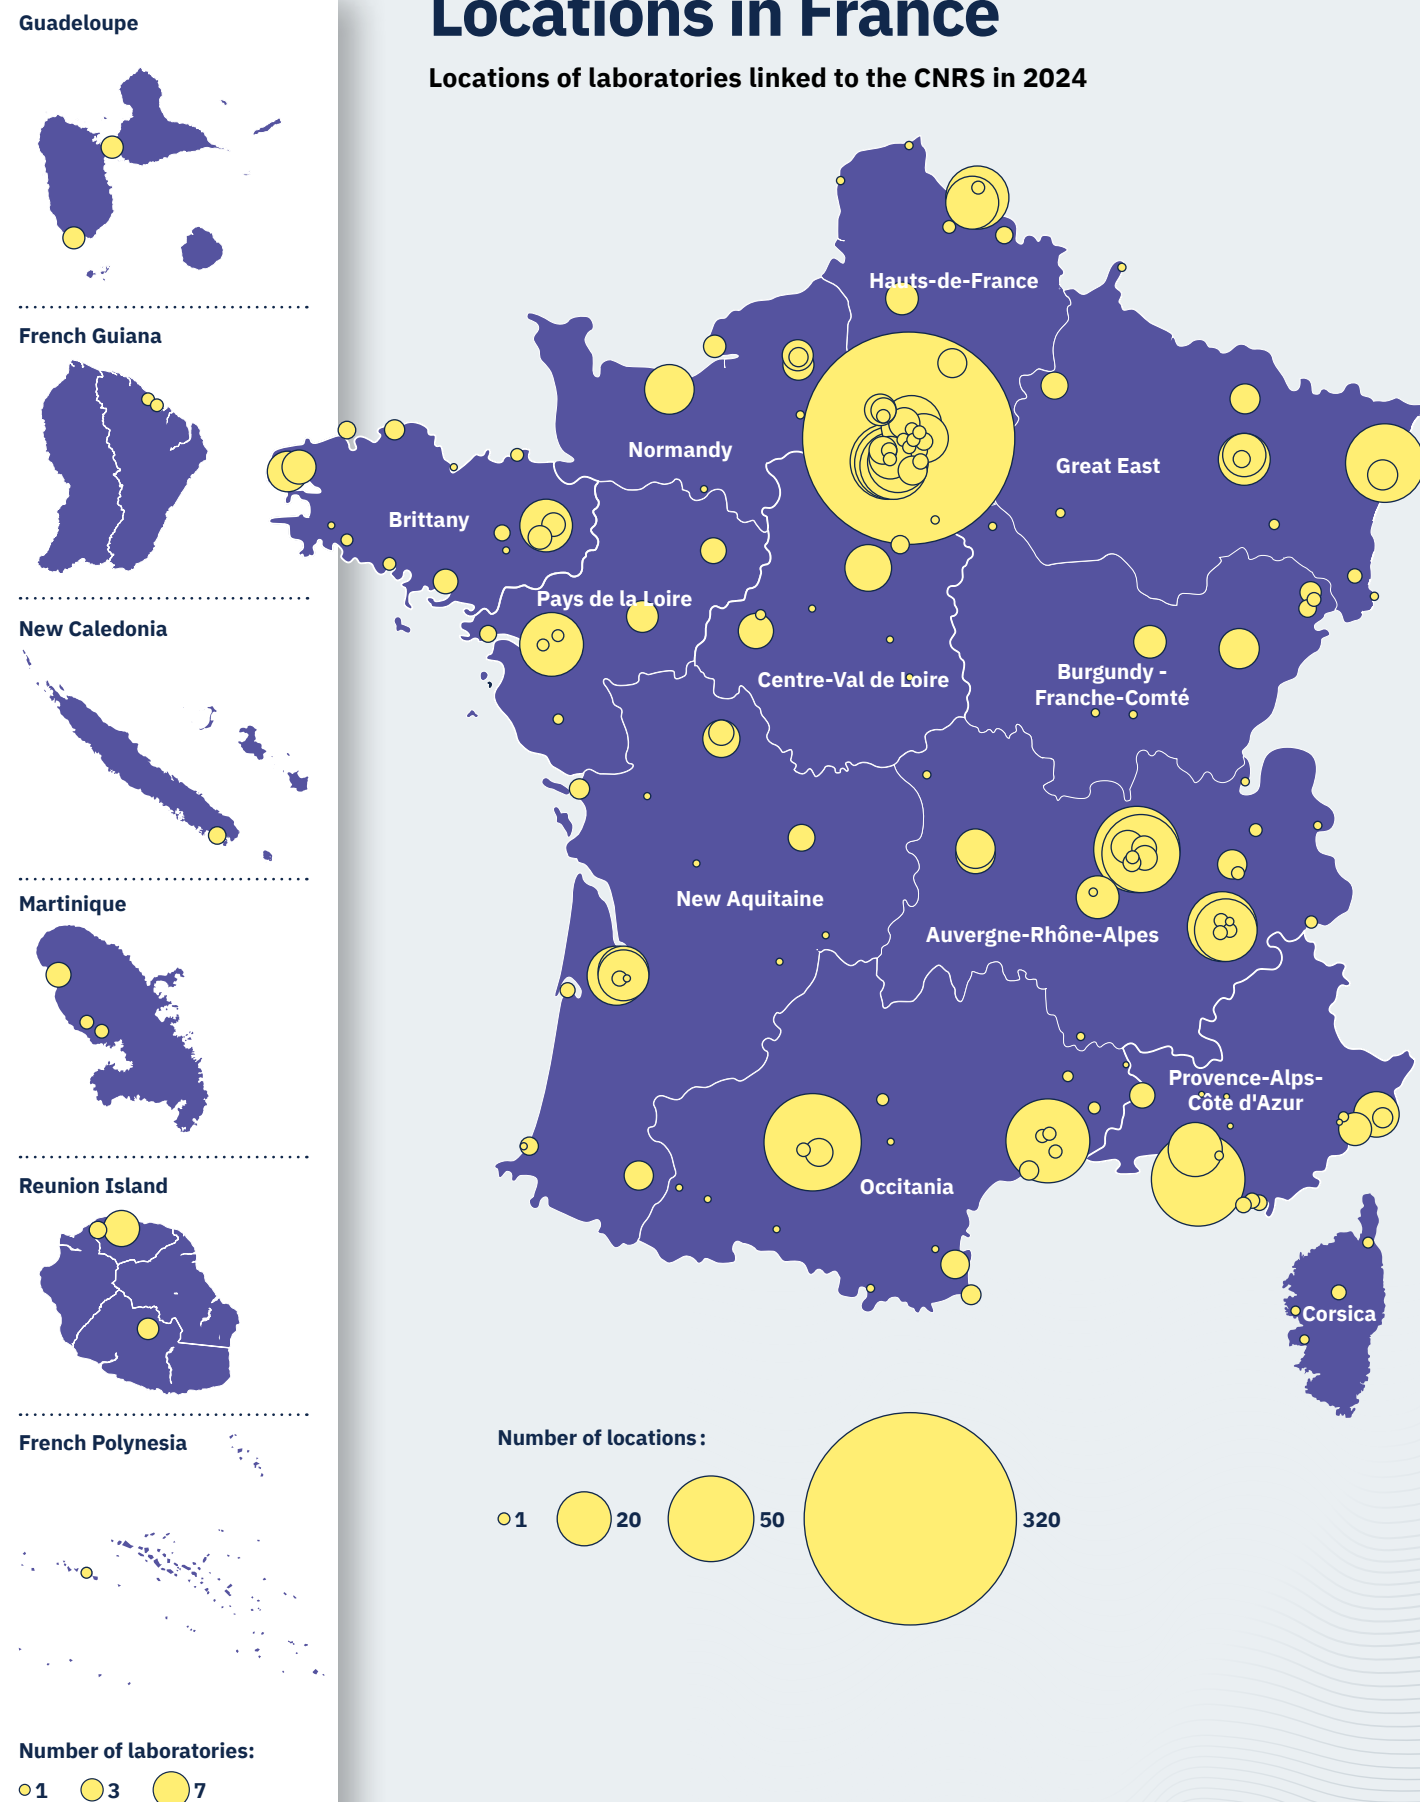 Guadeloupe
French Guiana
New Caledonia
Martinique
Reunion Island
French Polynesia
Number of laboratories:
1
3
7
Locations in France
Locations of laboratories linked to the CNRS in 2024
Hauts-de-France
Normandy
Great East
Brittany
Pays de la Loire
Centre-Val de Loire
Burgundy -
Franche-Comté
New Aquitaine
Auvergne-Rhône-Alpes
Provence-Alps-
Côte d'Azur
Occitania
Corsica
Number of locations:
1
20
50
320